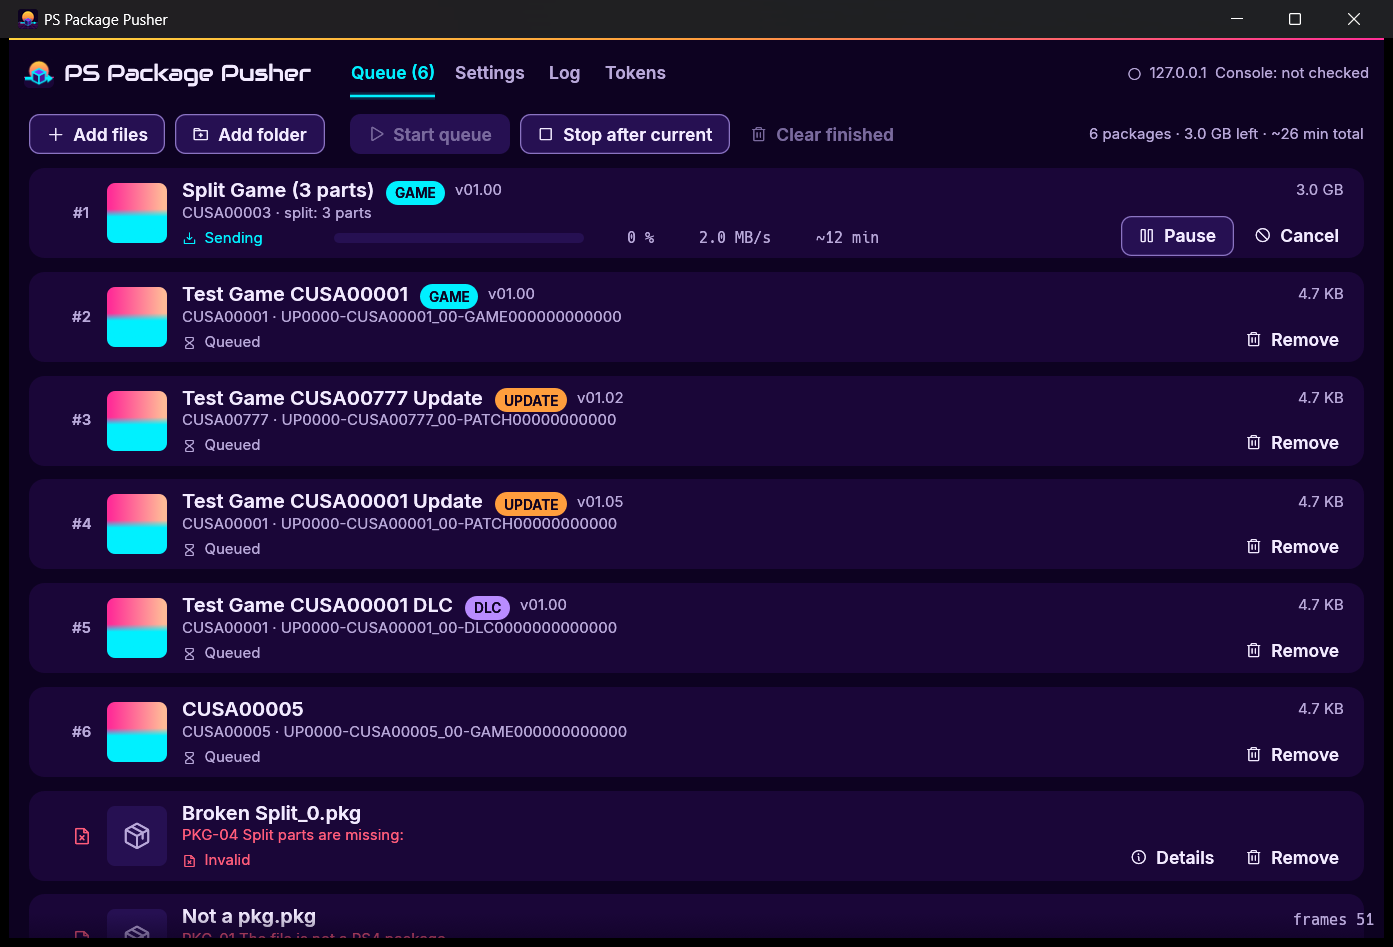 PS Package Pusher
PS Package Pusher
Queue (6) Settings Log Tokens
127.0.0.1 Console: not checked
Add files Add folder Start queue Stop after current Clear finished
6 packages · 3.0 GB left · ~26 min total
#1
Split Game (3 parts) GAME v01.00
3.0 GB
CUSA00003 · split: 3 parts
Sending 0 % 2.0 MB/s ~12 min
Pause Cancel
#2
Test Game CUSA00001 GAME v01.00
4.7 KB
CUSA00001 · UP0000-CUSA00001_00-GAME000000000000
Queued
Remove
#3
Test Game CUSA00777 Update UPDATE v01.02
4.7 KB
CUSA00777 · UP0000-CUSA00777_00-PATCH00000000000
Queued
Remove
#4
Test Game CUSA00001 Update UPDATE v01.05
4.7 KB
CUSA00001 · UP0000-CUSA00001_00-PATCH00000000000
Queued
Remove
#5
Test Game CUSA00001 DLC DLC v01.00
4.7 KB
CUSA00001 · UP0000-CUSA00001_00-DLC0000000000000
Queued
Remove
#6
CUSA00005
4.7 KB
CUSA00005 · UP0000-CUSA00005_00-GAME000000000000
Queued
Remove
Broken Split_0.pkg
PKG-04 Split parts are missing:
Invalid
Details Remove
Not a pkg.pkg
PKG-01 The file is not a PS4 package
frames 51